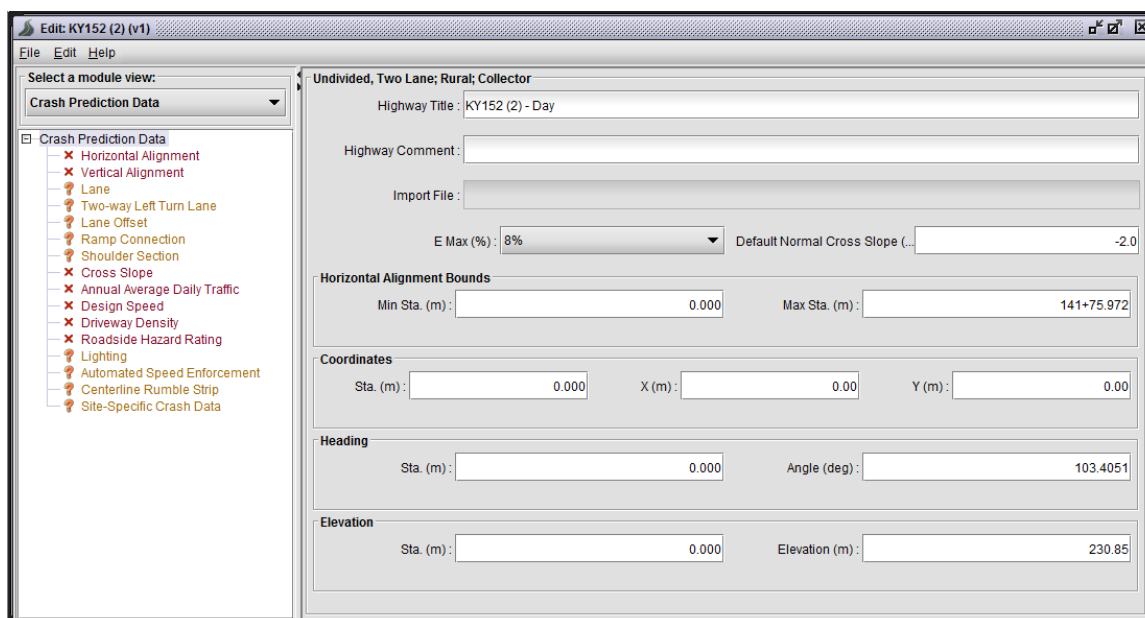 Edit: KY152 (2) (v1)
File Edit Help
Select a module view:
Crash Prediction Data
Crash Prediction Data
Horizontal Alignment
Vertical Alignment
Lane
Two-way Left Turn Lane
Lane Offset
Ramp Connection
Shoulder Section
Cross Slope
Annual Average Daily Traffic
Design Speed
Driveway Density
Roadside Hazard Rating
Lighting
Automated Speed Enforcement
Centerline Rumble Strip
Site-Specific Crash Data
Undivided, Two Lane; Rural; Collector
Highway Title : KY152 (2) - Day
Highway Comment :
Import File :
E Max (%) : 8% Default Normal Cross Slope (... -2.0
Horizontal Alignment Bounds
Min Sta. (m) : 0.000 Max Sta. (m) : 141+75.972
Coordinates
Sta. (m) : 0.000 X (m) : 0.00 Y (m) : 0.00
Heading
Sta. (m) : 0.000 Angle (deg) : 103.4051
Elevation
Sta. (m) : 0.000 Elevation (m) : 230.85